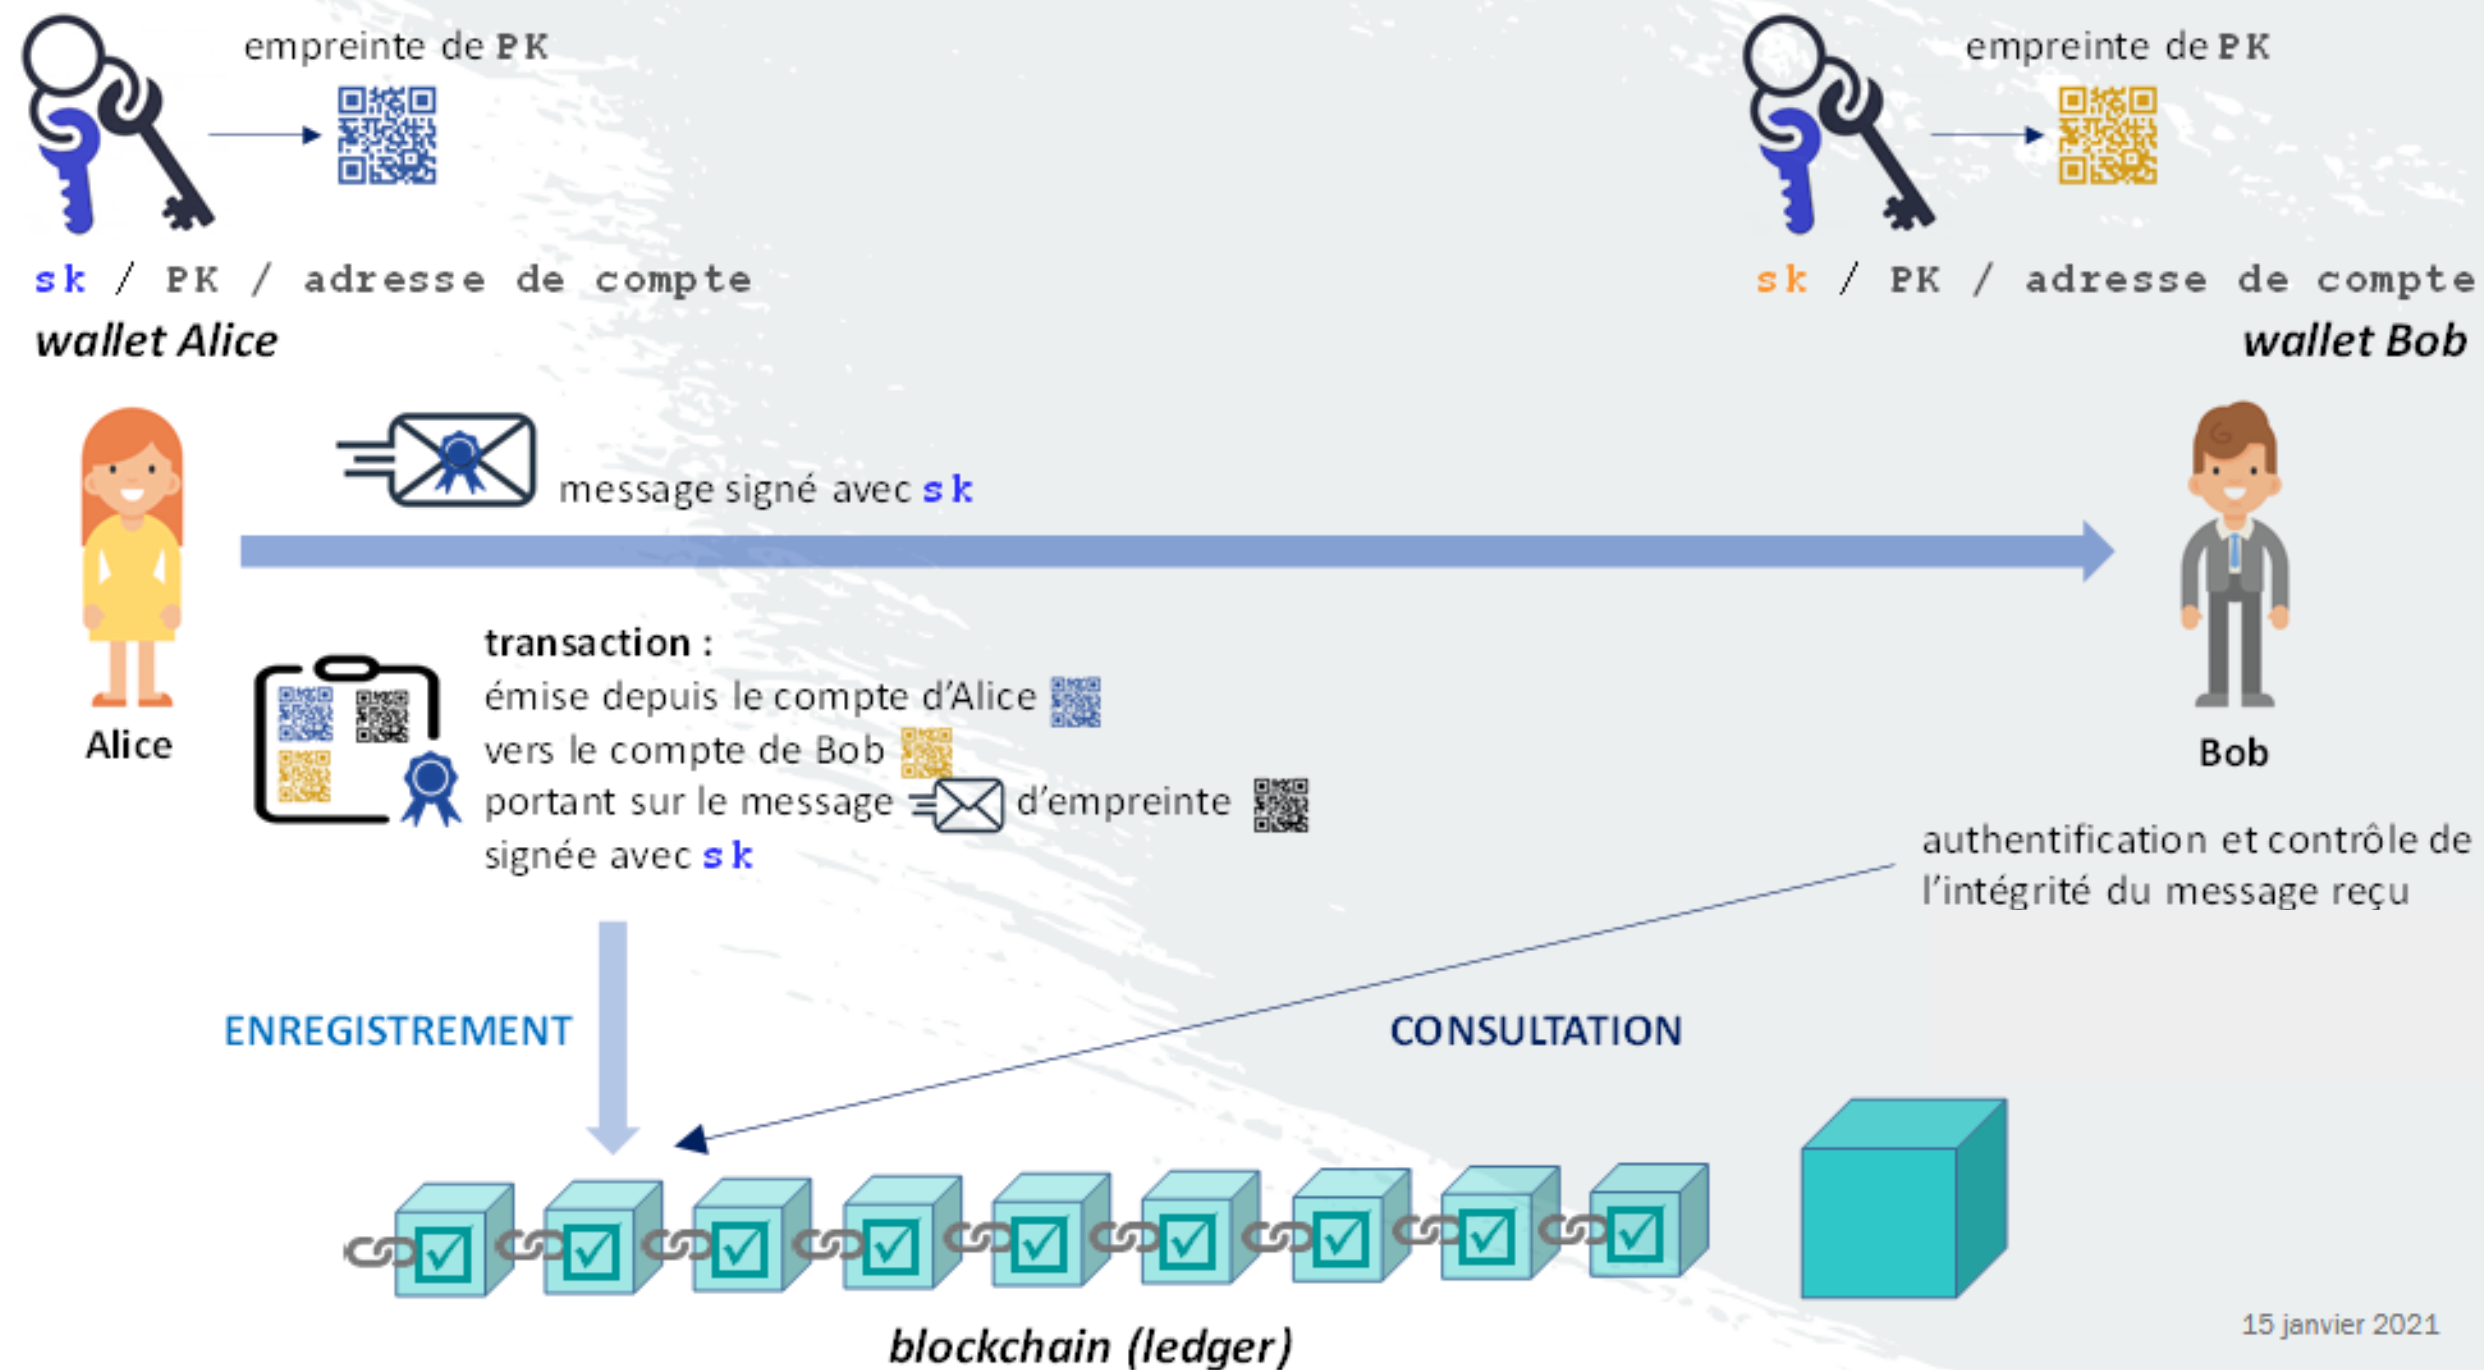 empreinte de PK
empreinte de PK
sk / PK / adresse de compte
sk / PK / adresse de compte
wallet Alice
wallet Bob
message signé avec sk
transaction :
émise depuis le compte d'Alice
vers le compte de Bob
portant sur le message d'empreinte
signée avec sk
Alice
Bob
authentification et contrôle de
l'intégrité du message reçu
ENREGISTREMENT
CONSULTATION
blockchain (ledger)
15 janvier 2021